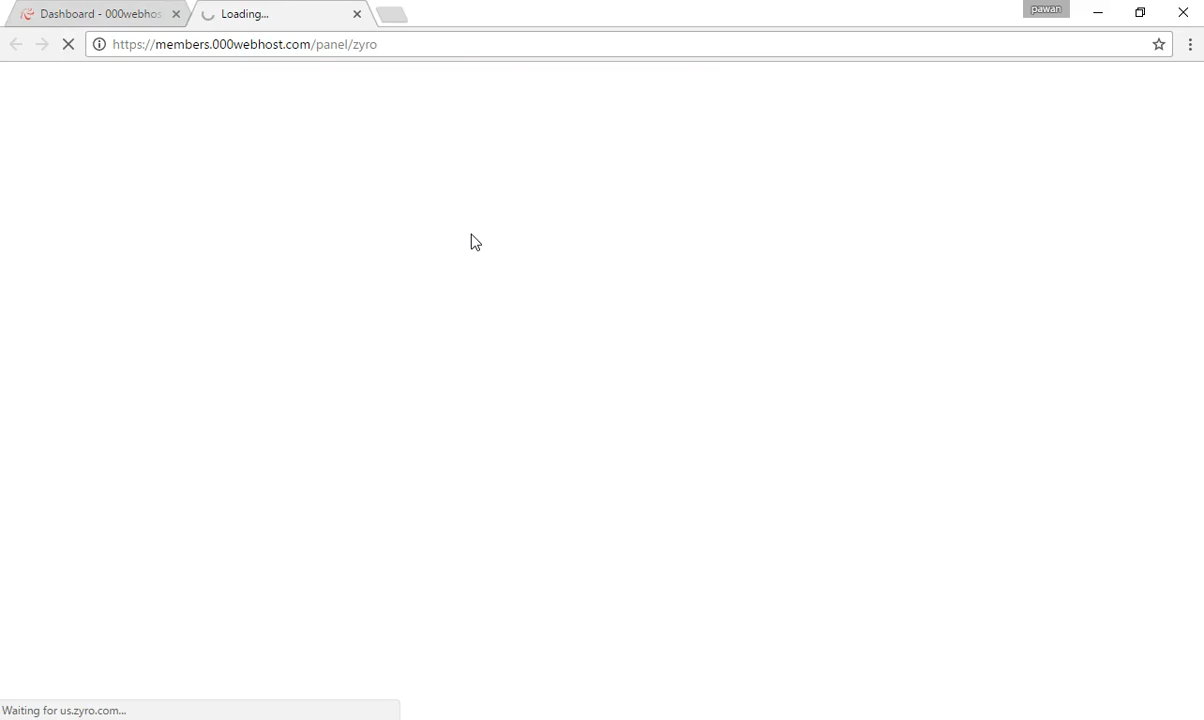 Dashboard - 000webhos
Loading...
pawan
https://members.000webhost.com/panel/zyro
Waiting for us.zyro.com...